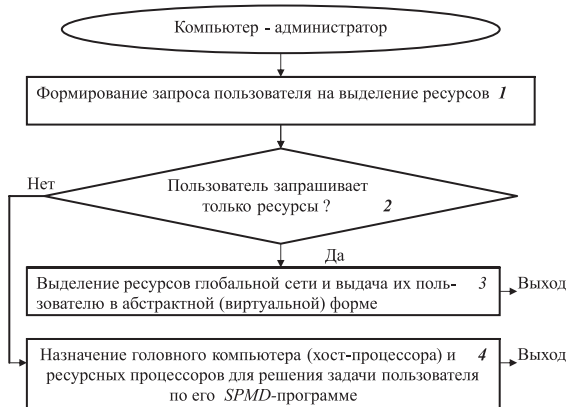 Компьютер - администратор
Формирование запроса пользователя на выделение ресурсов 1
Нет
Пользователь запрашивает
только ресурсы ? 2
Да
Выделение ресурсов глобальной сети и выдача их поль- 3
зователю в абстрактной (виртуальной) форме
Выход
Назначение головного компьютера (хост-процессора) и 4
ресурсных процессоров для решения задачи пользователя
по его SPMD-программе
Выход